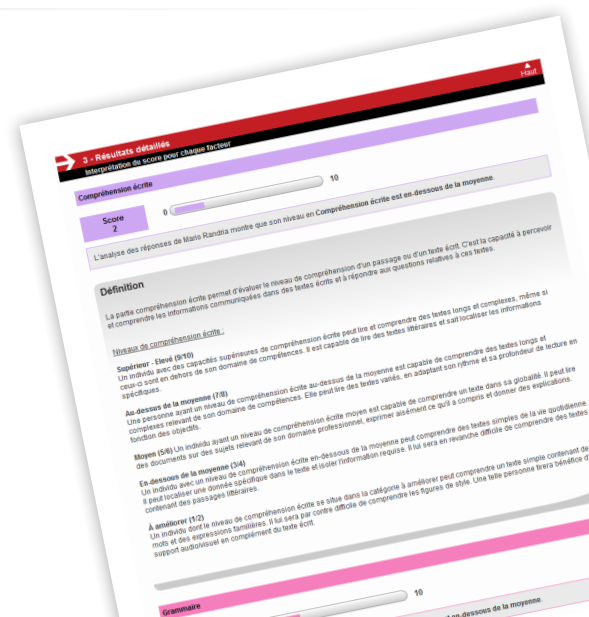 Haut
3 - Résultats détaillés
Interprétation du score pour chaque facteur
Compréhension écrite
Score
2
0
10
L'analyse des réponses de Mario Randria montre que son niveau en Compréhension écrite est en-dessous de la moyenne.
Définition
La partie compréhension écrite permet d'évaluer le niveau de compréhension d'un passage ou d'un texte écrit. C'est la capacité à percevoir
et comprendre les informations communiquées dans des textes écrits et à répondre aux questions relatives à ces textes.
Niveaux de compréhension écrite :
Supérieur - Elevé (9/10)
Un individu avec des capacités supérieures de compréhension écrite peut lire et comprendre des textes longs et complexes, même si
ceux-ci sont en dehors de son domaine de compétences. Il est capable de lire des textes littéraires et sait localiser les informations
spécifiques.
Au-dessus de la moyenne (7/8)
Une personne ayant un niveau de compréhension écrite au-dessus de la moyenne est capable de comprendre des textes longs et
complexes relevant de son domaine de compétences. Elle peut lire des textes variés, en adaptant son rythme et sa profondeur de lecture en
fonction des objectifs.
Moyen (5/6) Un individu ayant un niveau de compréhension écrite moyen est capable de comprendre un texte dans sa globalité. Il peut lire
des documents sur des sujets relevant de son domaine professionnel, exprimer aisément ce qu'il a compris et donner des explications.
En-dessous de la moyenne (3/4)
Un individu avec un niveau de compréhension écrite en-dessous de la moyenne peut comprendre des textes simples de la vie quotidienne.
Il peut localiser une donnée spécifique dans le texte et isoler l'information requise. Il lui sera en revanche difficile de comprendre des textes
contenant des passages littéraires.
À améliorer (1/2)
Un individu dont le niveau de compréhension écrite se situe dans la catégorie à améliorer peut comprendre un texte simple contenant de
mots et des expressions familières. Il lui sera par contre difficile de comprendre les figures de style. Une telle personne tirera bénéfice d'
support audio/visuel en complément du texte écrit.
Grammaire
10
en-dessous de la moyenne.